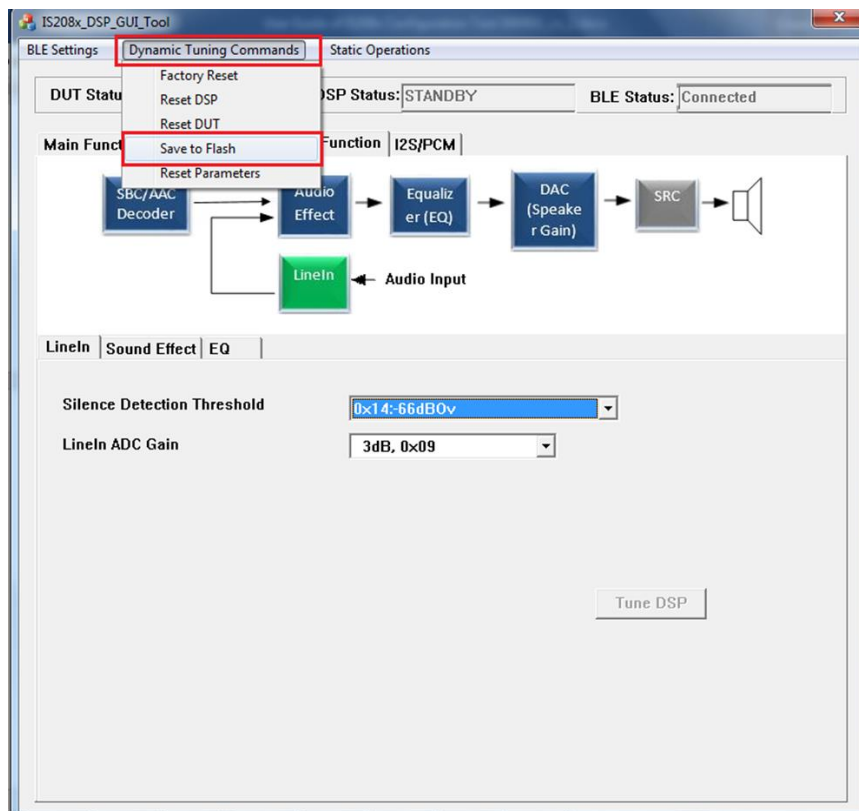 IS208x_DSP_GUI_Tool
x
BLE Settings Dynamic Tuning Commands Static Operations
Factory Reset
DUT Statu DSP Status: STANDBY BLE Status: Connected
Reset DSP
Reset DUT
Main Funct Function I2S/PCM
Save to Flash
Reset Parameters
SBC/AAC
Decoder
Audio
Effect
Equaliz
er (EQ)
DAC
(Speake
r Gain)
SRC
LineIn
Audio Input
LineIn Sound Effect EQ
Silence Detection Threshold 0x14:-66dBOv
LineIn ADC Gain 3dB, 0x09
Tune DSP